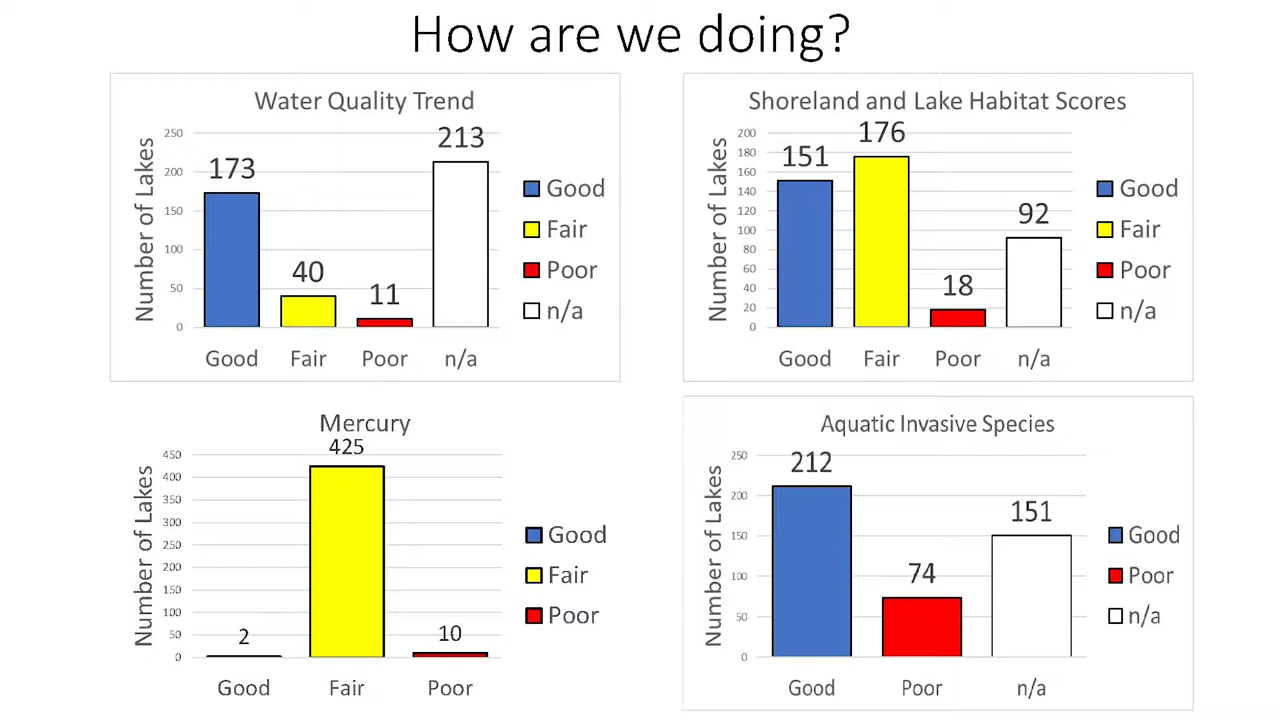 How are we doing?
Water Quality Trend
Number of Lakes
250
200
150
100
50
0
173
40
11
213
Good
Fair
Poor
n/a
Good
Fair
Poor
n/a
Shoreland and Lake Habitat Scores
Number of Lakes
200
180
160
140
120
100
80
60
40
20
0
151
176
18
92
Good
Fair
Poor
n/a
Good
Fair
Poor
n/a
Mercury
Number of Lakes
450
400
350
300
250
200
150
100
50
0
2
425
10
Good
Fair
Poor
Good
Fair
Poor
Aquatic Invasive Species
Number of Lakes
250
200
150
100
50
0
212
74
151
Good
Poor
n/a
Good
Poor
n/a